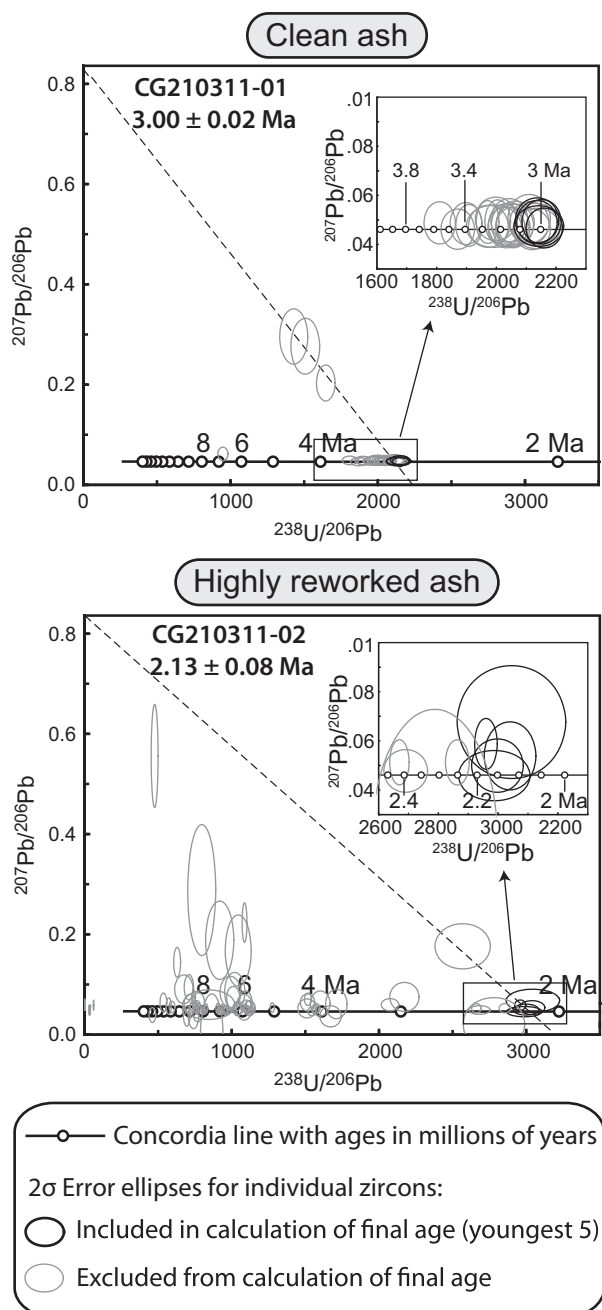 Clean ash
CG210311-01
3.00 ± 0.02 Ma
0.8
0.6
0.4
0.2
0.0
²⁰⁷Pb/²⁰⁶Pb
.01
.08
.06
.04
²⁰⁷Pb/²⁰⁶Pb
3.8
3.4
3 Ma
1600
1800
2000
2200
²³⁸U/²⁰⁶Pb
8
6
4 Ma
2 Ma
0
1000
2000
3000
²³⁸U/²⁰⁶Pb
Highly reworked ash
CG210311-02
2.13 ± 0.08 Ma
0.8
0.6
0.4
0.2
0.0
²⁰⁷Pb/²⁰⁶Pb
.01
.08
.06
.04
²⁰⁷Pb/²⁰⁶Pb
2.4
2.2
2 Ma
2600
2800
3000
2200
²³⁸U/²⁰⁶Pb
8
6
4 Ma
2 Ma
0
1000
2000
3000
²³⁸U/²⁰⁶Pb
Concordia line with ages in millions of years
2σ Error ellipses for individual zircons:
Included in calculation of final age (youngest 5)
Excluded from calculation of final age